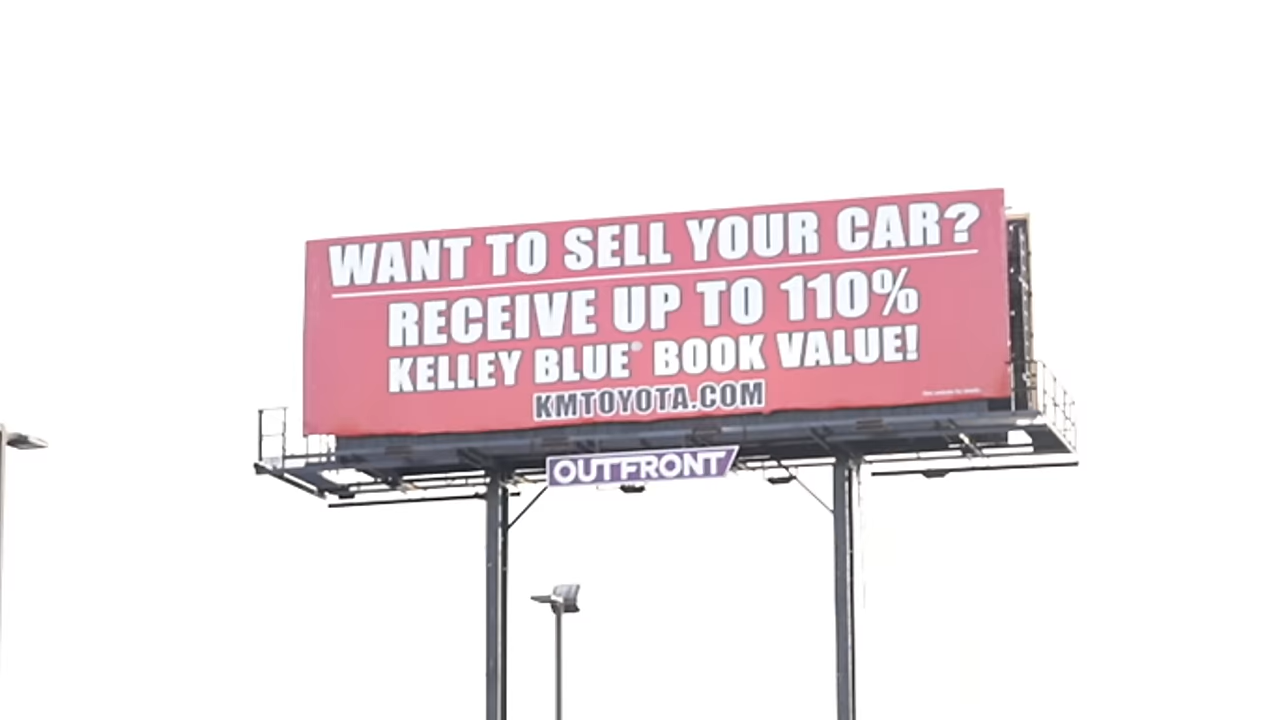 WANT TO SELL YOUR CAR?
RECEIVE UP TO 110%
KELLEY BLUE® BOOK VALUE!
KMTOYOTA.COM
OUTFRONT